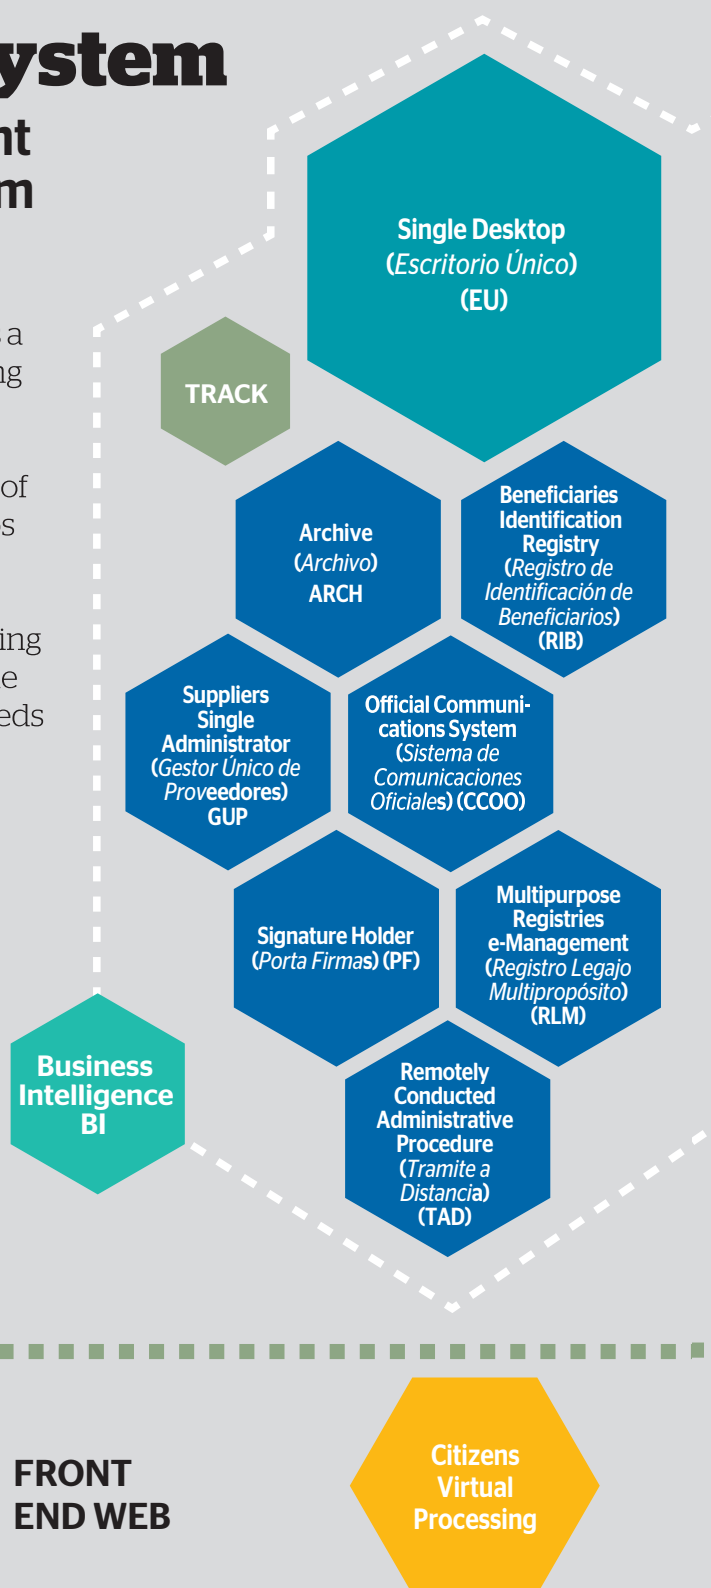 ystem
nt
m
a
ng
of
s
ing
e
eds
Single Desktop
(Escritorio Único)
(EU)
TRACK
Archive
(Archivo)
ARCH
Beneficiaries
Identification
Registry
(Registro de
Identificación de
Beneficiarios)
(RIB)
Suppliers
Single
Administrator
(Gestor Único de
Proveedores)
GUP
Official Communi-
cations System
(Sistema de
Comunicaciones
Oficiales) (CCOO)
Signature Holder
(Porta Firmas) (PF)
Multipurpose
Registries
e-Management
(Registro Legajo
Multipropósito)
(RLM)
Business
Intelligence
BI
Remotely
Conducted
Administrative
Procedure
(Tramite a
Distancia)
(TAD)
FRONT
END WEB
Citizens
Virtual
Processing